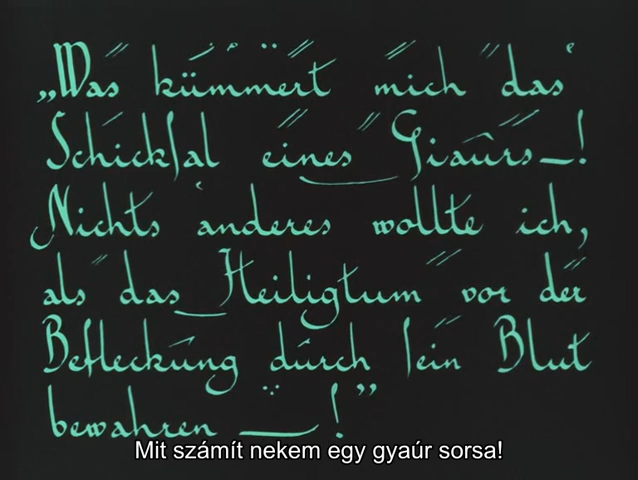 „Was kümmert mich das
Schickſal eines Giaurs—!
Nichts anderes wollte ich,
als das Heiligtum vor der
Befleckung durch ſein Blut
bewahren —!”
Mit számít nekem egy gyaúr sorsa!